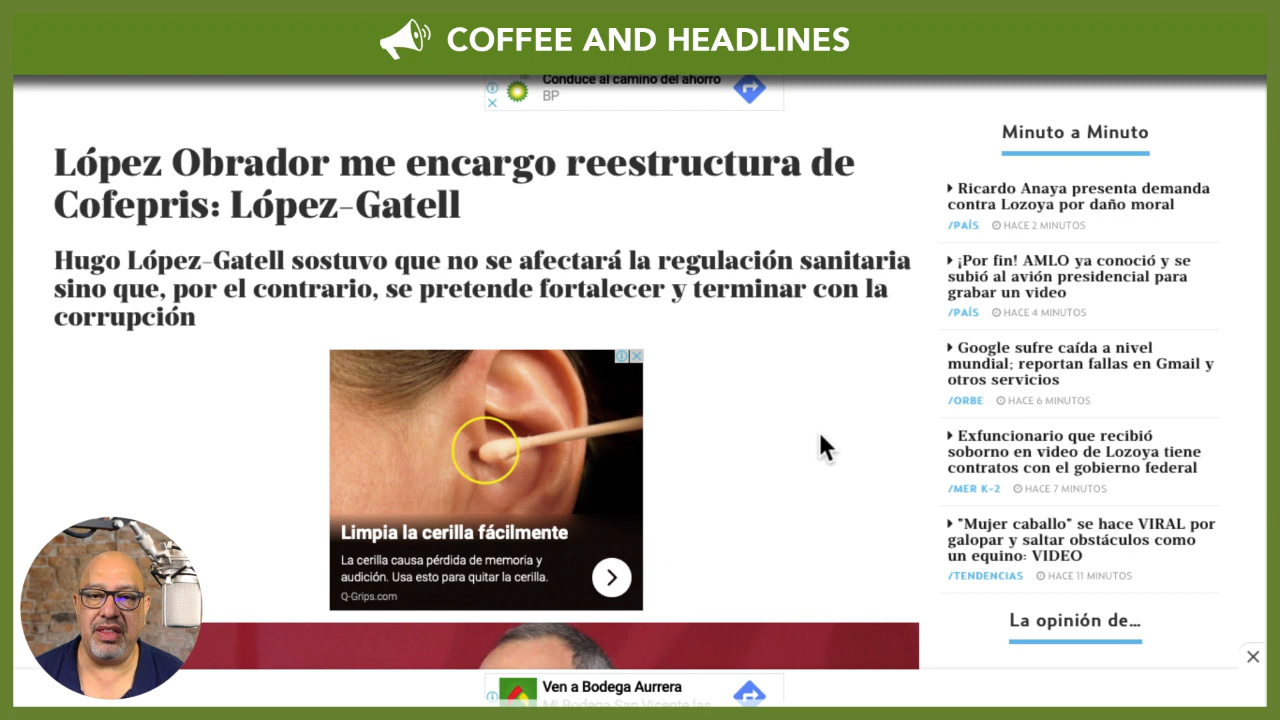 COFFEE AND HEADLINES
Conduce al camino del ahorro
BP
López Obrador me encargo reestructura de
Cofepris: López-Gatell
Hugo López-Gatell sostuvo que no se afectará la regulación sanitaria
sino que, por el contrario, se pretende fortalecer y terminar con la
corrupción
Limpia la cerilla fácilmente
La cerilla causa pérdida de memoria y
audición. Usa esto para quitar la cerilla.
Q-Grips.com
Ven a Bodega Aurrera
Mi Bodega San Vicente las
Minuto a Minuto
Ricardo Anaya presenta demanda
contra Lozoya por daño moral
/PAÍS HACE 2 MINUTOS
¡Por fin! AMLO ya conoció y se
subió al avión presidencial para
grabar un video
/PAÍS HACE 4 MINUTOS
Google sufre caída a nivel
mundial; reportan fallas en Gmail y
otros servicios
/ORBE HACE 6 MINUTOS
Exfuncionario que recibió
soborno en video de Lozoya tiene
contratos con el gobierno federal
/MER K-2 HACE 7 MINUTOS
"Mujer caballo" se hace VIRAL por
galopar y saltar obstáculos como
un equino: VIDEO
/TENDENCIAS HACE 11 MINUTOS
La opinión de...